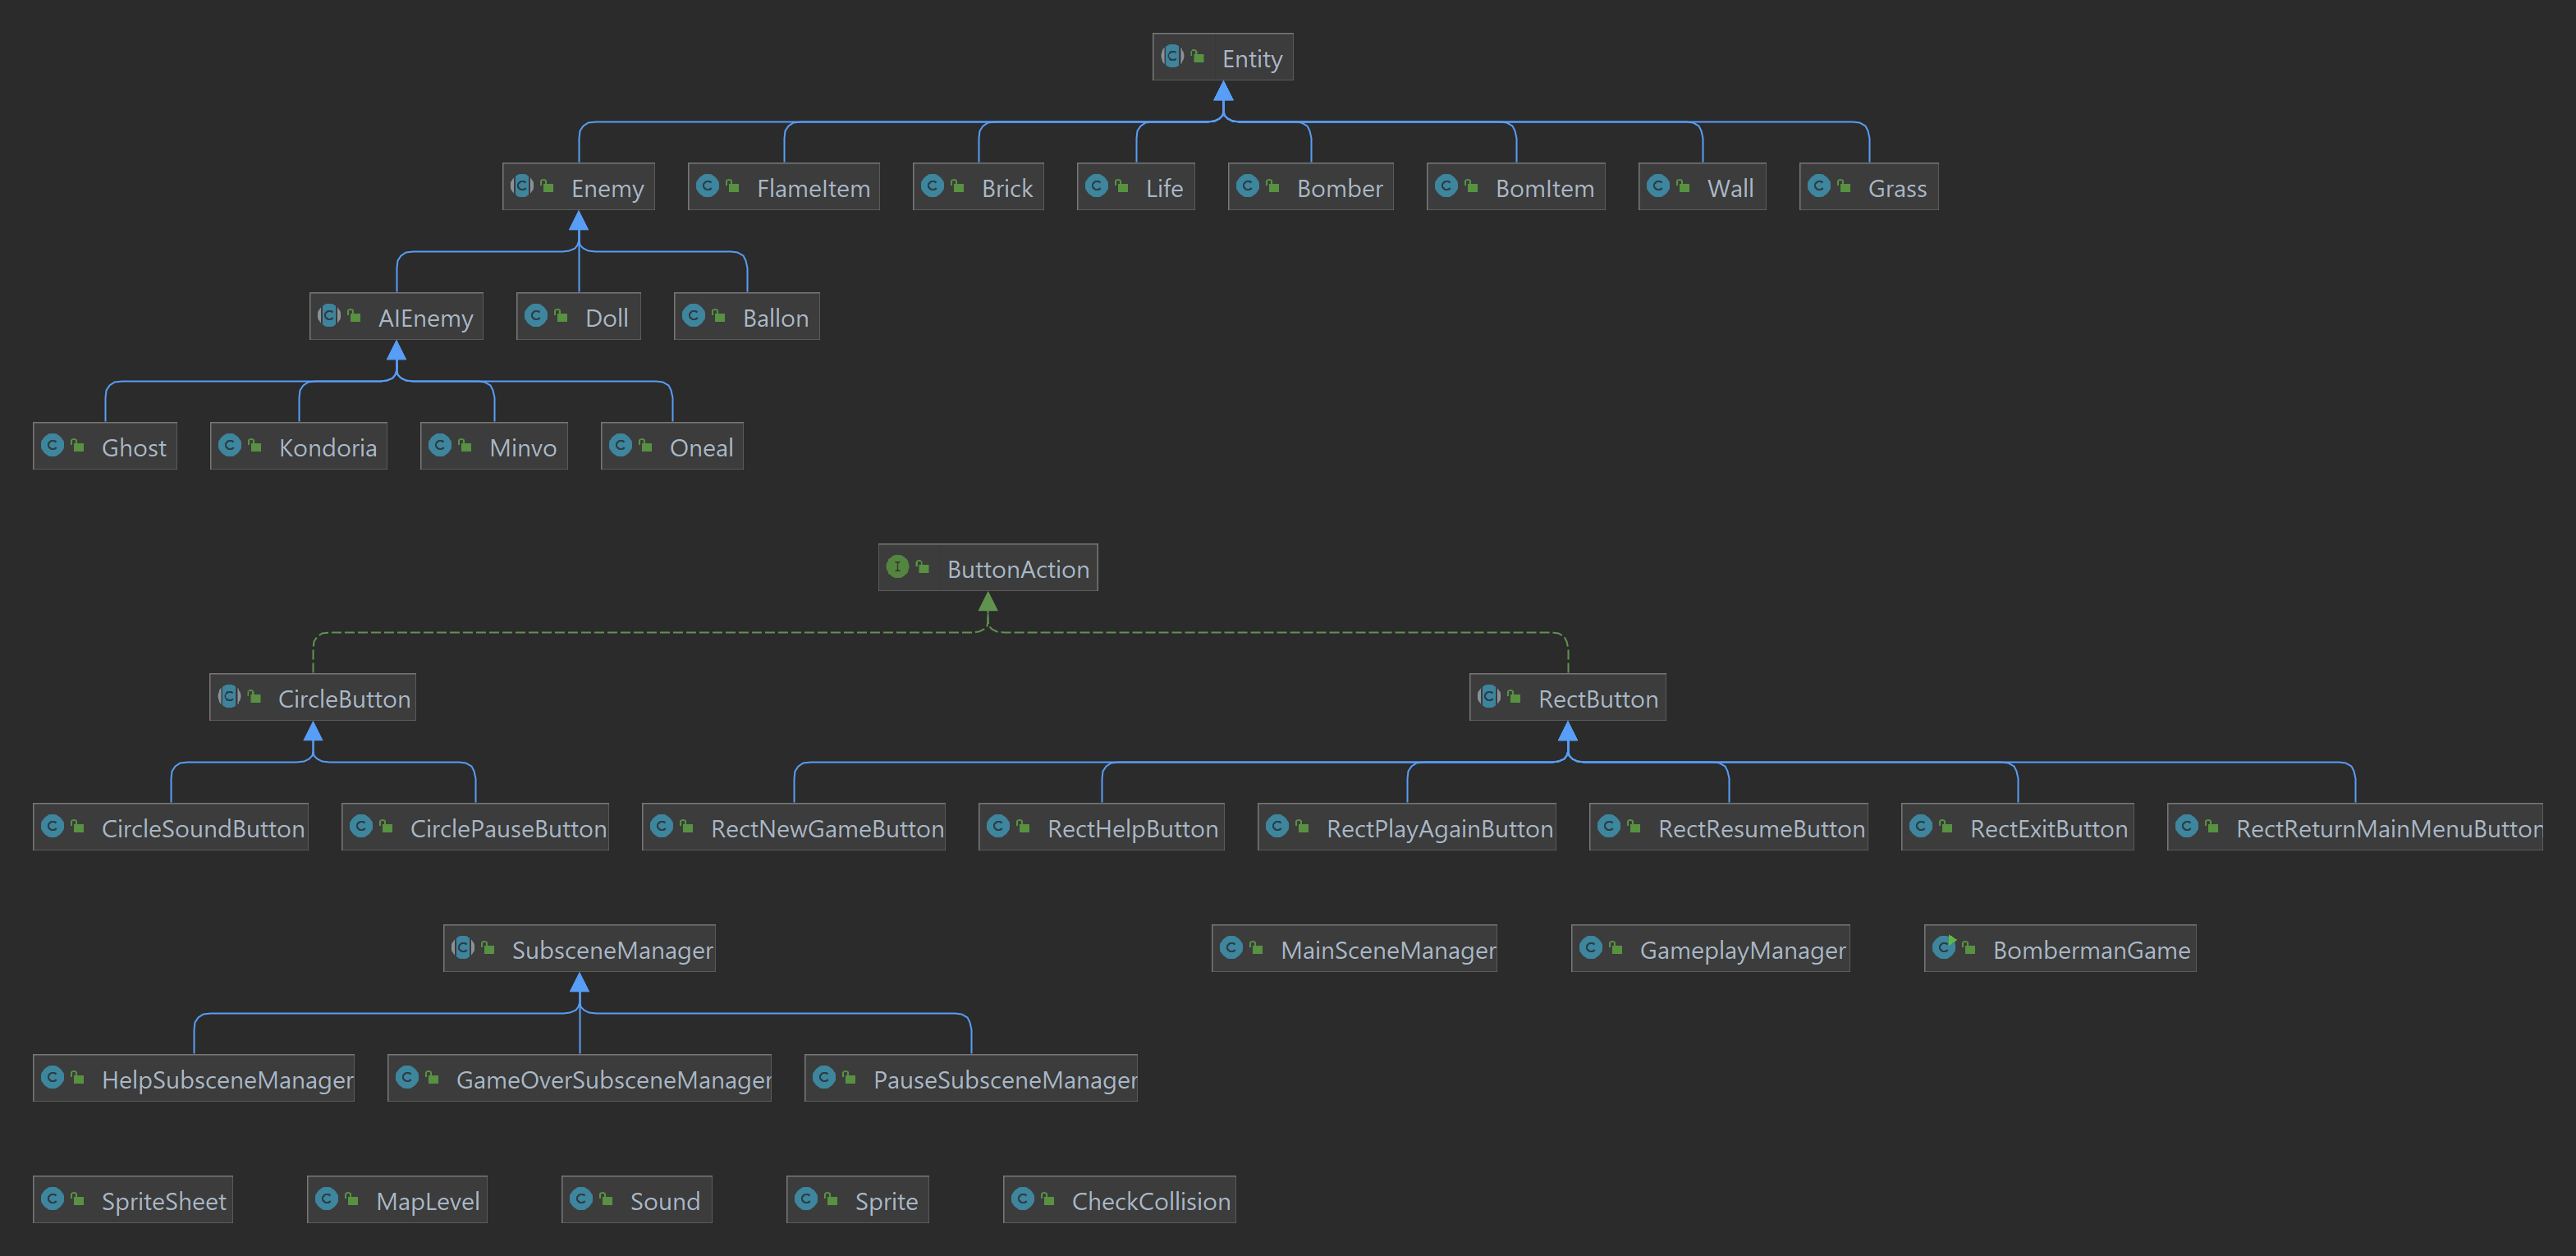 Entity
Enemy FlameItem Brick Life Bomber BomItem Wall Grass
AIEnemy Doll Ballon
Ghost Kondoria Minvo Oneal
ButtonAction
CircleButton RectButton
CircleSoundButton CirclePauseButton RectNewGameButton RectHelpButton RectPlayAgainButton RectResumeButton RectExitButton RectReturnMainMenuButton
SubsceneManager MainSceneManager GameplayManager BombermanGame
HelpSubsceneManager GameOverSubsceneManager PauseSubsceneManager
SpriteSheet MapLevel Sound Sprite CheckCollision